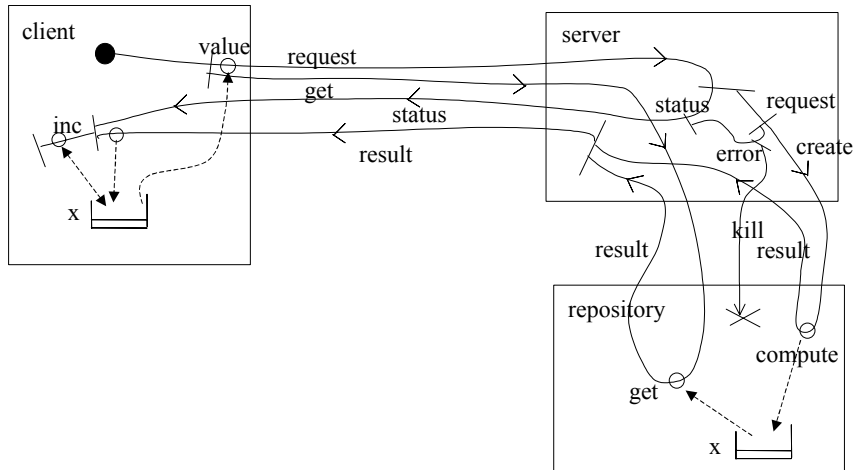 client
value
request
server
get
status
request
status
inc
result
error
create
x
kill
result
result
repository
compute
get
x